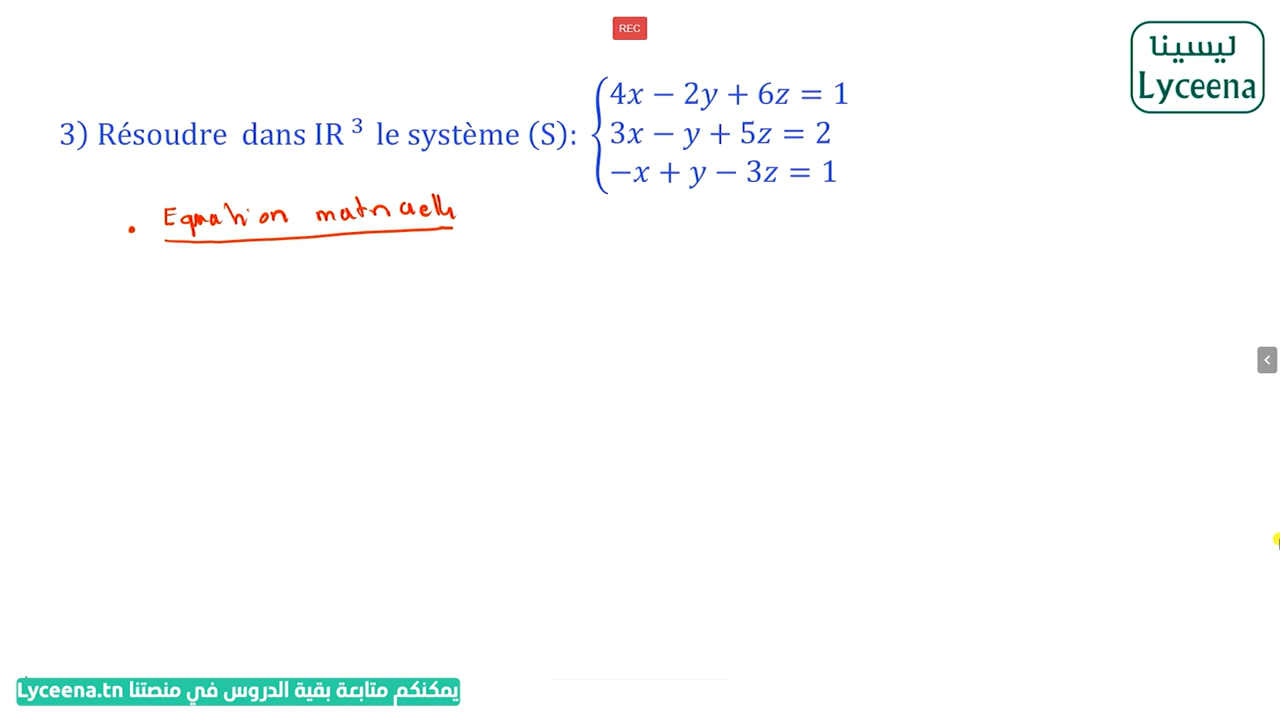 REC
ليسينا
Lyceena
3) Résoudre dans IR ³ le système (S):
4x − 2y + 6z = 1
3x − y + 5z = 2
−x + y − 3z = 1
• Equation matricielle
يمكنكم متابعة بقية الدروس في منصتنا Lyceena.tn